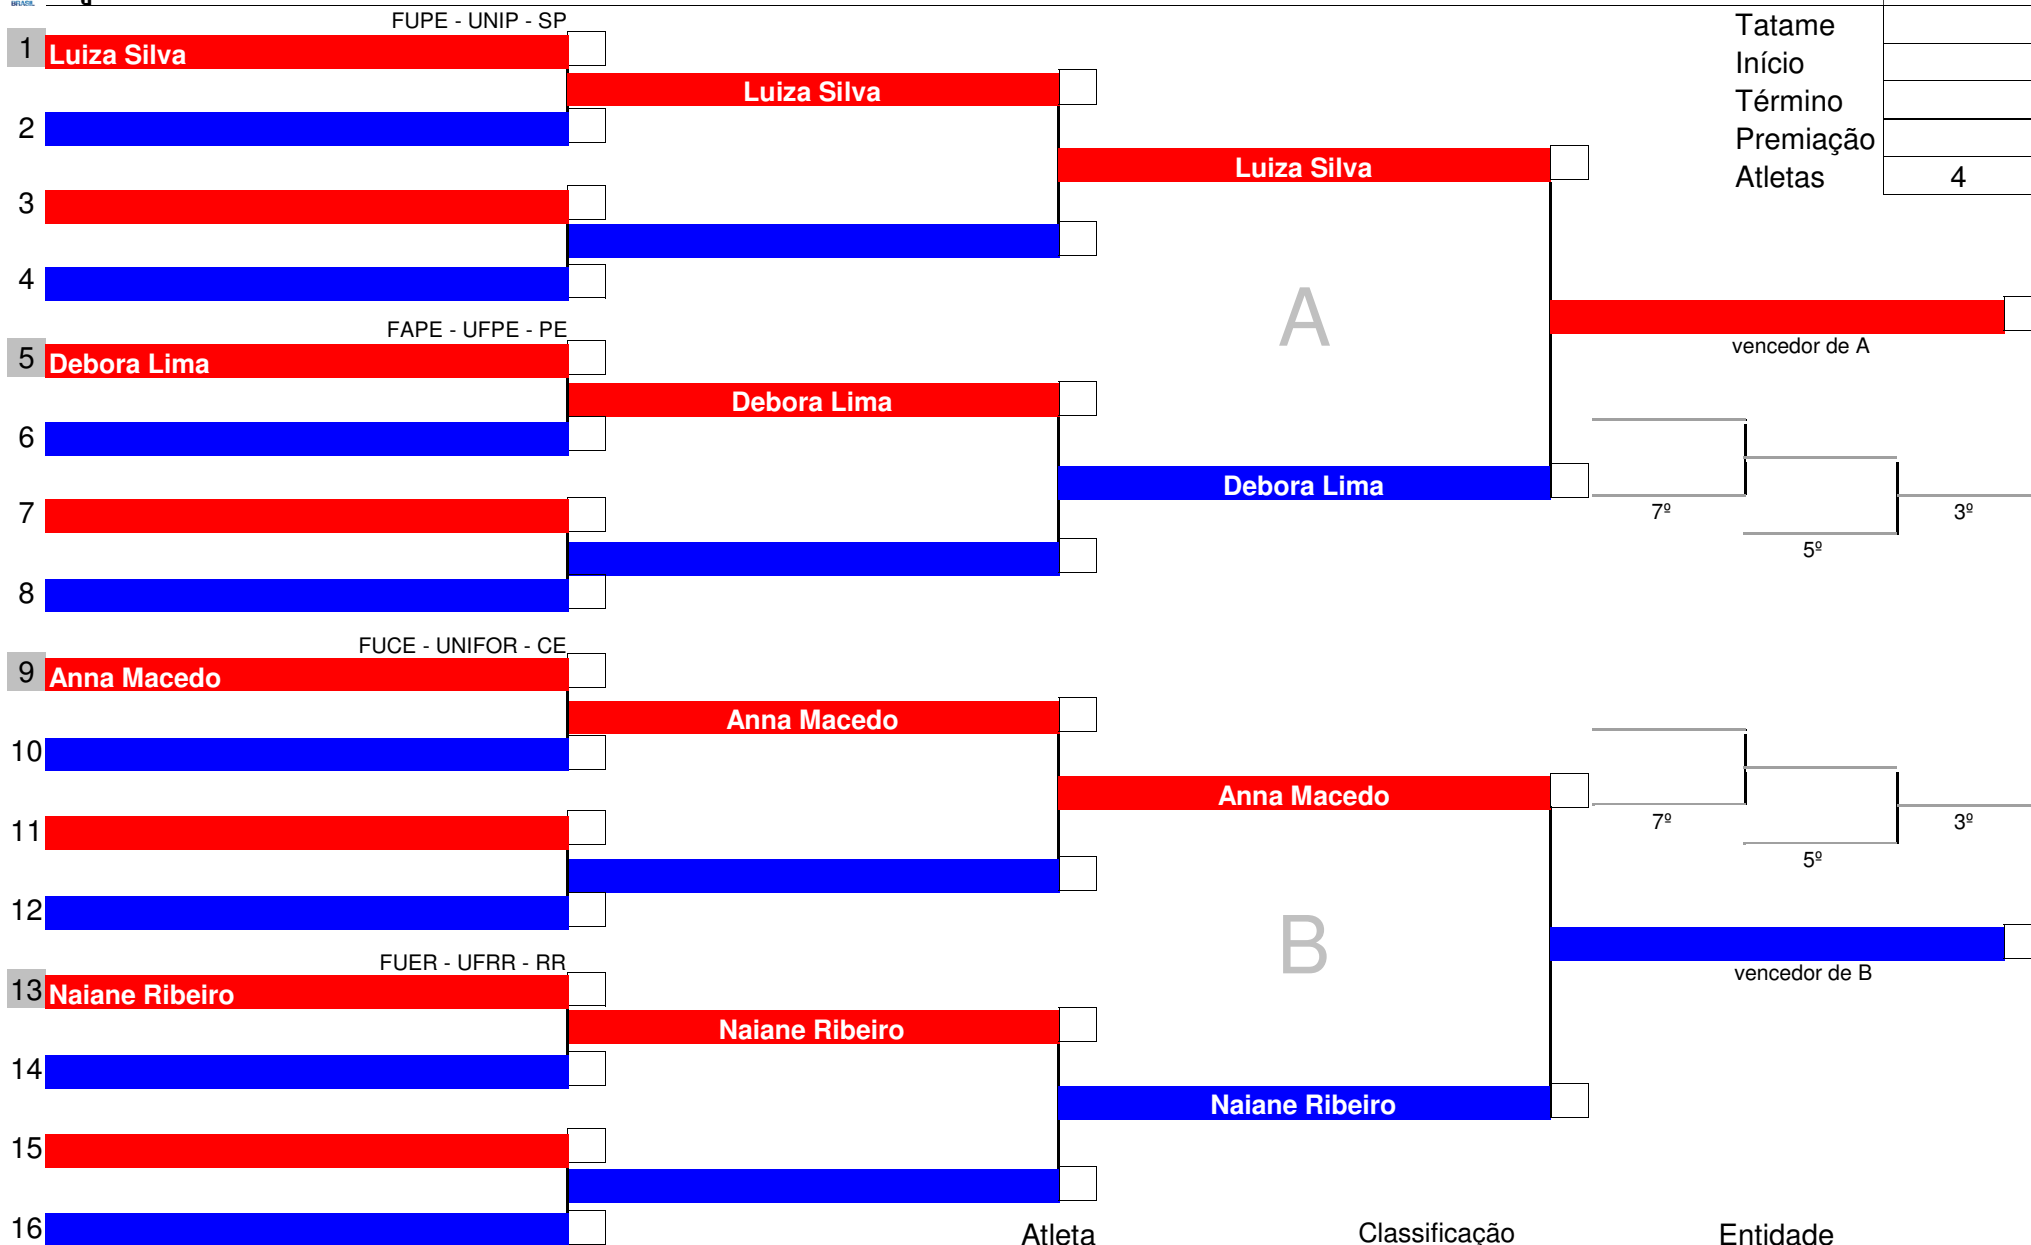 BRASIL
FUPE - UNIP - SP
Tatame
1 Luiza Silva
Início
Luiza Silva
Término
2
Premiação
Luiza Silva
Atletas 4
3
4
A
FAPE - UFPE - PE
vencedor de A
5 Debora Lima
Debora Lima
6
Debora Lima
7
7º
3º
5º
8
FUCE - UNIFOR - CE
9 Anna Macedo
Anna Macedo
10
Anna Macedo
11
7º
3º
5º
12
B
FUER - UFRR - RR
vencedor de B
13 Naiane Ribeiro
Naiane Ribeiro
14
Naiane Ribeiro
15
16
Atleta Classificação Entidade